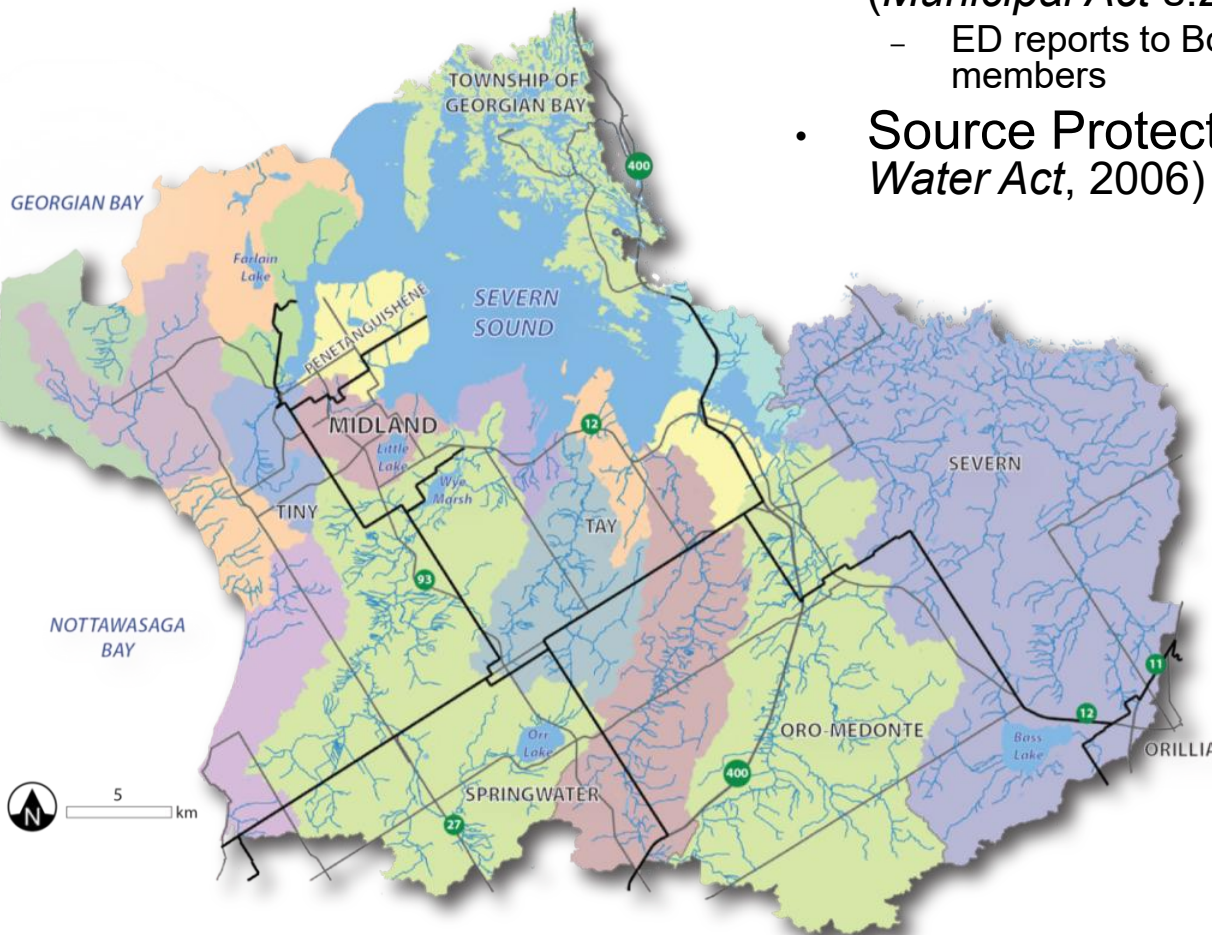 (Municipal Act s.2
– ED reports to Bo
members
• Source Protect
Water Act, 2006)
TOWNSHIP OF
GEORGIAN BAY
400
GEORGIAN BAY
Farlain
Lake
SEVERN
SOUND
PENETANGUISHENE
MIDLAND
Little
Lake
12
Wye
Marsh
SEVERN
TINY
TAY
93
NOTTAWASAGA
BAY
11
12
Orr
Lake
ORO-MEDONTE
Bass
Lake
ORILLIA
400
5
km
N
SPRINGWATER
27